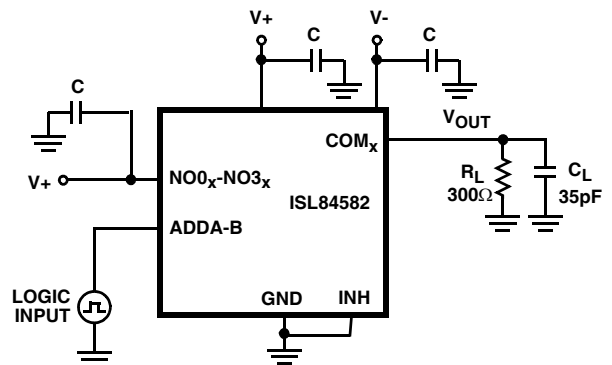 V+
V-
C
C
C
V+
NO0x-NO3x
COMx
VOUT
ISL84582
RL
300Ω
CL
35pF
ADDA-B
LOGIC
INPUT
GND
INH